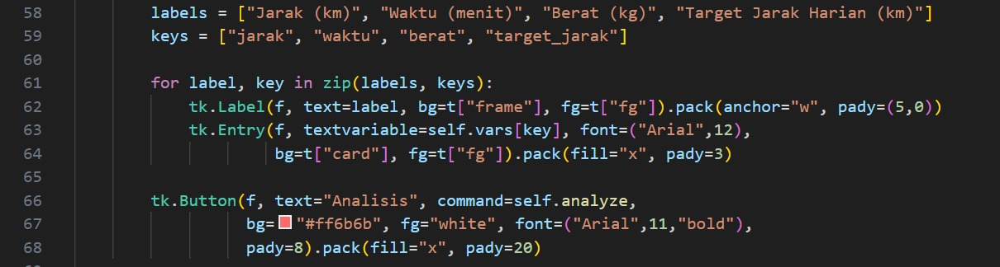 58 labels = ["Jarak (km)", "Waktu (menit)", "Berat (kg)", "Target Jarak Harian (km)"]
59 keys = ["jarak", "waktu", "berat", "target_jarak"]
60
61 for label, key in zip(labels, keys):
62 tk.Label(f, text=label, bg=t["frame"], fg=t["fg"]).pack(anchor="w", pady=(5,0))
63 tk.Entry(f, textvariable=self.vars[key], font=("Arial",12),
64 bg=t["card"], fg=t["fg"]).pack(fill="x", pady=3)
65
66 tk.Button(f, text="Analisis", command=self.analyze,
67 bg="#ff6b6b", fg="white", font=("Arial",11,"bold"),
68 pady=8).pack(fill="x", pady=20)